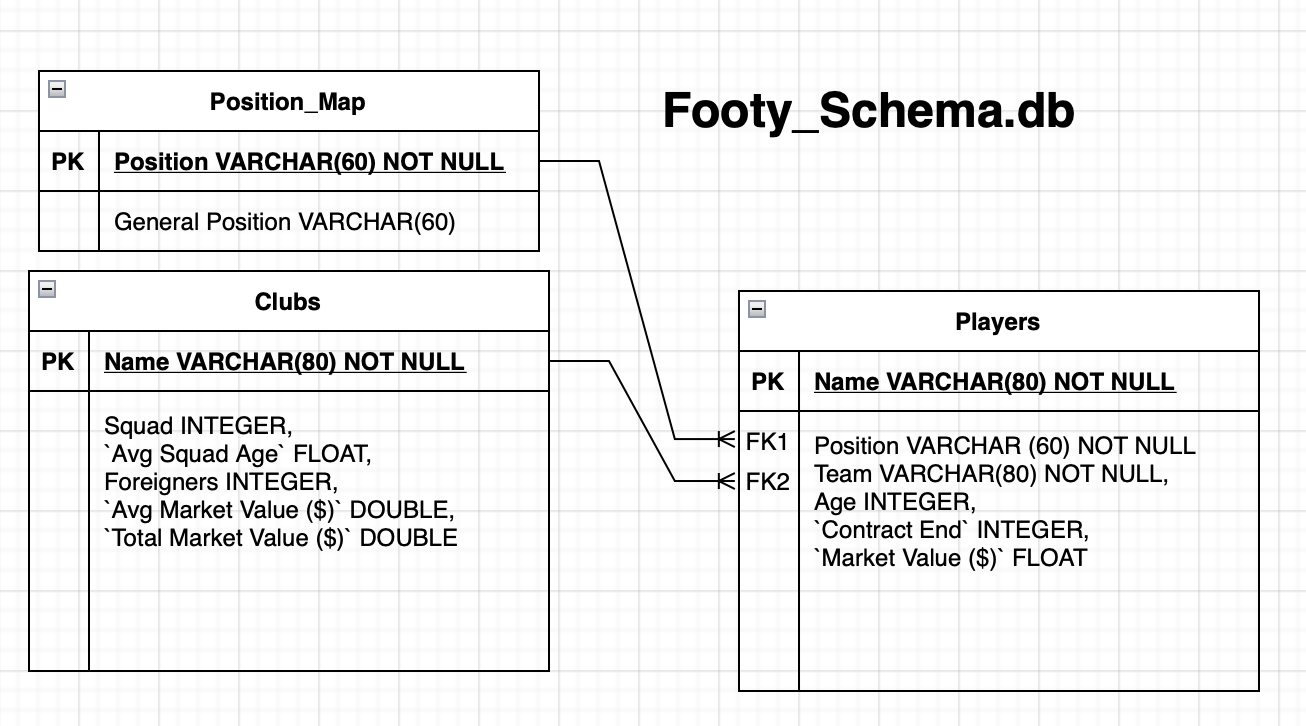 Footy_Schema.db
Position_Map
PK Position VARCHAR(60) NOT NULL
General Position VARCHAR(60)
Clubs
PK Name VARCHAR(80) NOT NULL
Squad INTEGER,
`Avg Squad Age` FLOAT,
Foreigners INTEGER,
`Avg Market Value ($)` DOUBLE,
`Total Market Value ($)` DOUBLE
Players
PK Name VARCHAR(80) NOT NULL
FK1 Position VARCHAR (60) NOT NULL
FK2 Team VARCHAR(80) NOT NULL,
Age INTEGER,
`Contract End` INTEGER,
`Market Value ($)` FLOAT